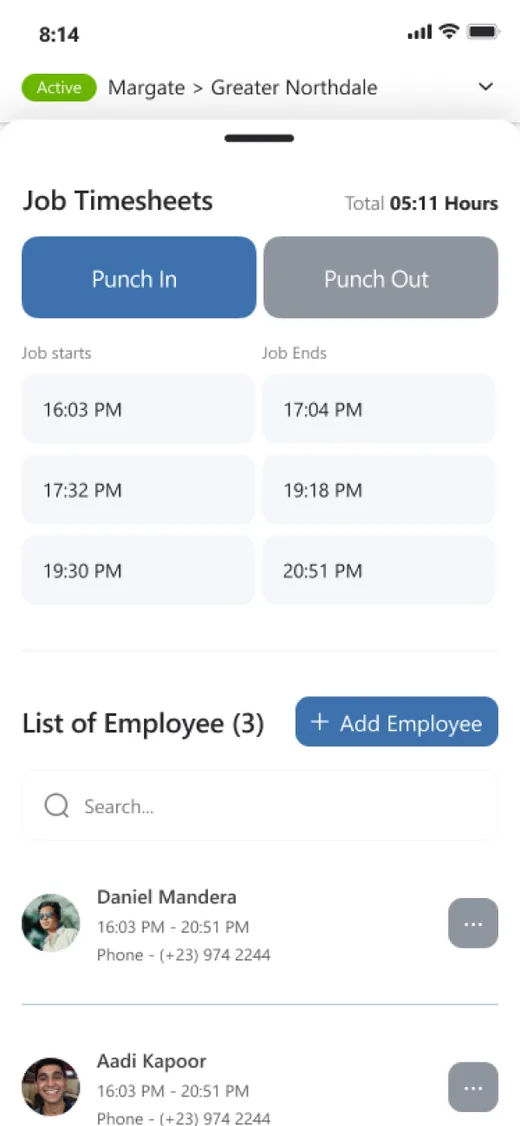 8:14
Active Margate > Greater Northdale
Job Timesheets Total 05:11 Hours
Punch In Punch Out
Job starts Job Ends
16:03 PM 17:04 PM
17:32 PM 19:18 PM
19:30 PM 20:51 PM
List of Employee (3) + Add Employee
Search...
Daniel Mandera
16:03 PM - 20:51 PM
Phone - (+23) 974 2244
...
Aadi Kapoor
16:03 PM - 20:51 PM
Phone - (+23) 974 2244
...